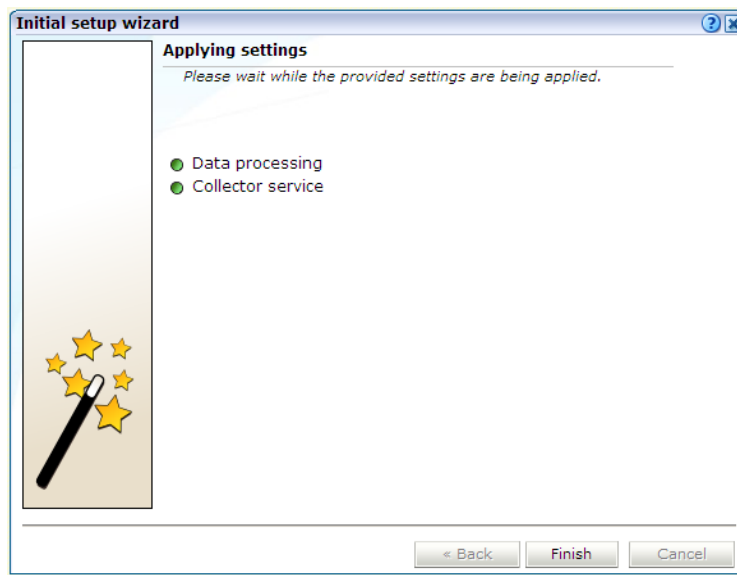 Initial setup wizard
Applying settings
Please wait while the provided settings are being applied.
Data processing
Collector service
« Back
Finish
Cancel